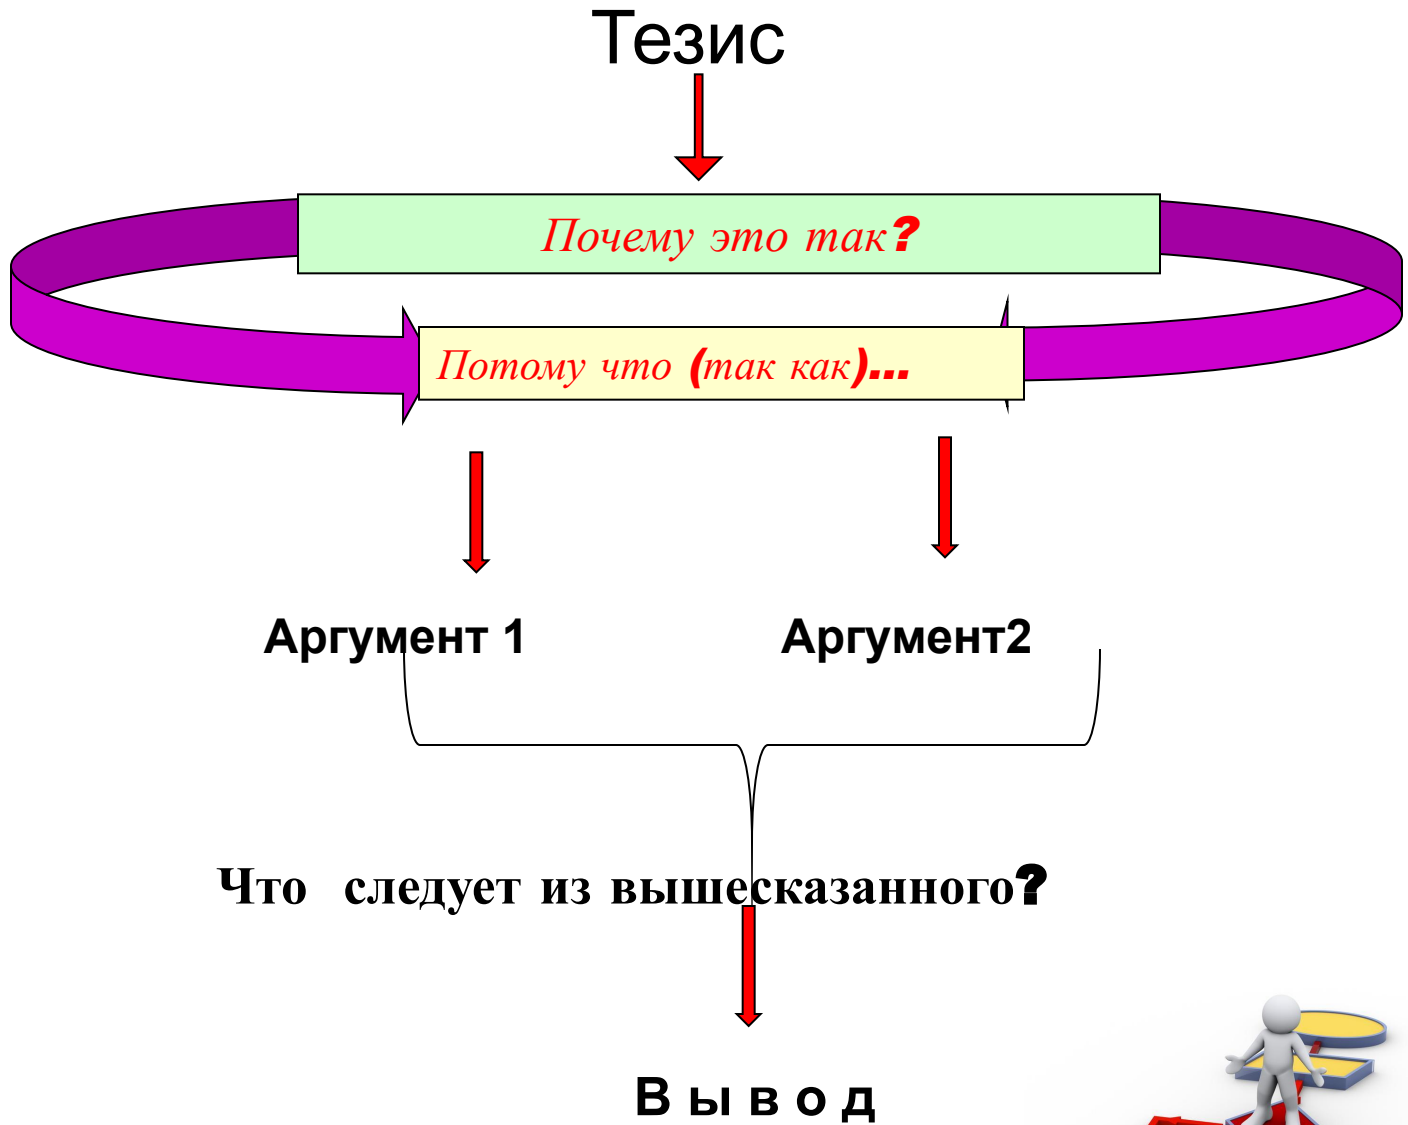 Тезис
Почему это так?
Потому что (так как)...
Аргумент 1 Аргумент2
Что следует из вышесказанного?
В ы в о д